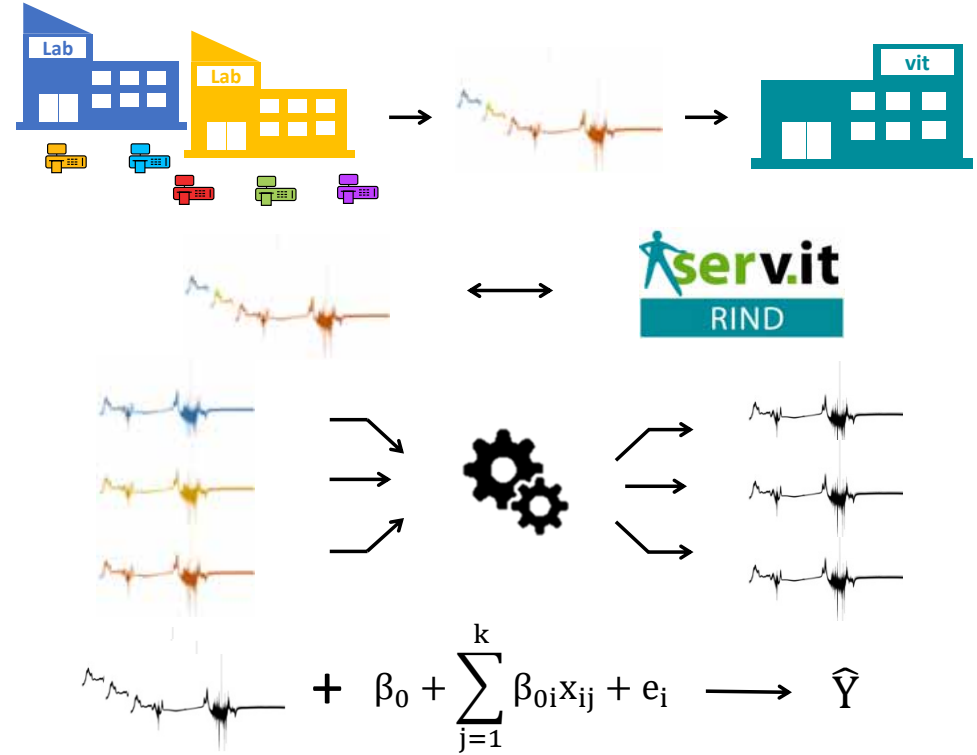 Lab
Lab
vit
serv.it
RIND
+ β₀ + ∑ₖ₌ⱼ₌₁ β₀ᵢxᵢⱼ + eᵢ → Ŷ